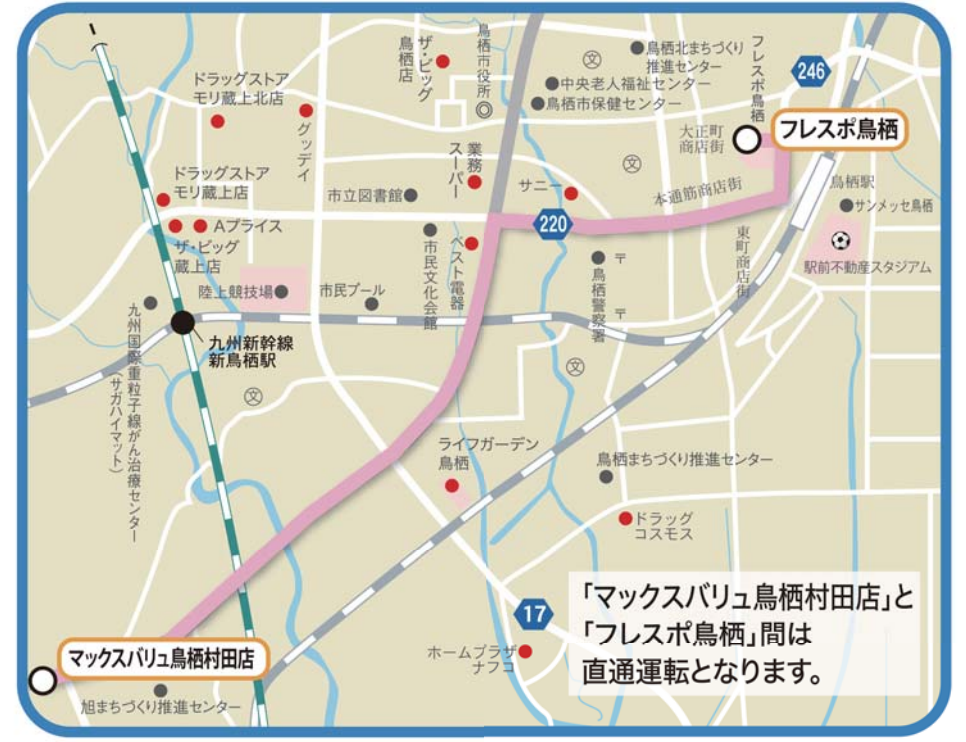 鳥栖市役所
ザ・ビッグ
鳥栖店
文
鳥栖北まちづくり
推進センター
中央老人福祉センター
鳥栖市保健センター
フレスポ鳥栖
246
大正町
商店街
フレスポ鳥栖
ドラッグストア
モリ蔵上北店
グッデイ
業務
スーパー
文
サニー
本通筋商店街
鳥栖駅
ドラッグストア
モリ蔵上店
市立図書館
サンメッセ鳥栖
Aプライス
220
ザ・ビッグ
蔵上店
市民文化会館
ベスト電器
鳥栖警察署
〒
〒
東町商店街
駅前不動産スタジアム
陸上競技場
市民プール
九州国際重粒子線がん治療センター
(サガハイマット)
九州新幹線
新鳥栖駅
文
文
ライフガーデン
鳥栖
鳥栖まちづくり推進センター
ドラッグ
コスモス
17
「マックスバリュ鳥栖村田店」と
「フレスポ鳥栖」間は
直通運転となります。
ホームプラザ
ナフコ
マックスバリュ鳥栖村田店
旭まちづくり推進センター